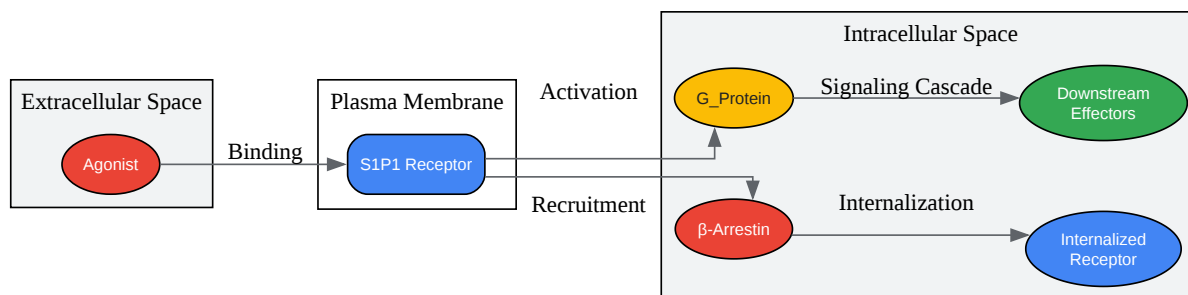 Extracellular Space
Agonist
Binding
Plasma Membrane
S1P1 Receptor
Activation
Recruitment
Intracellular Space
G_Protein
Signaling Cascade
Downstream
Effectors
β-Arrestin
Internalization
Internalized
Receptor